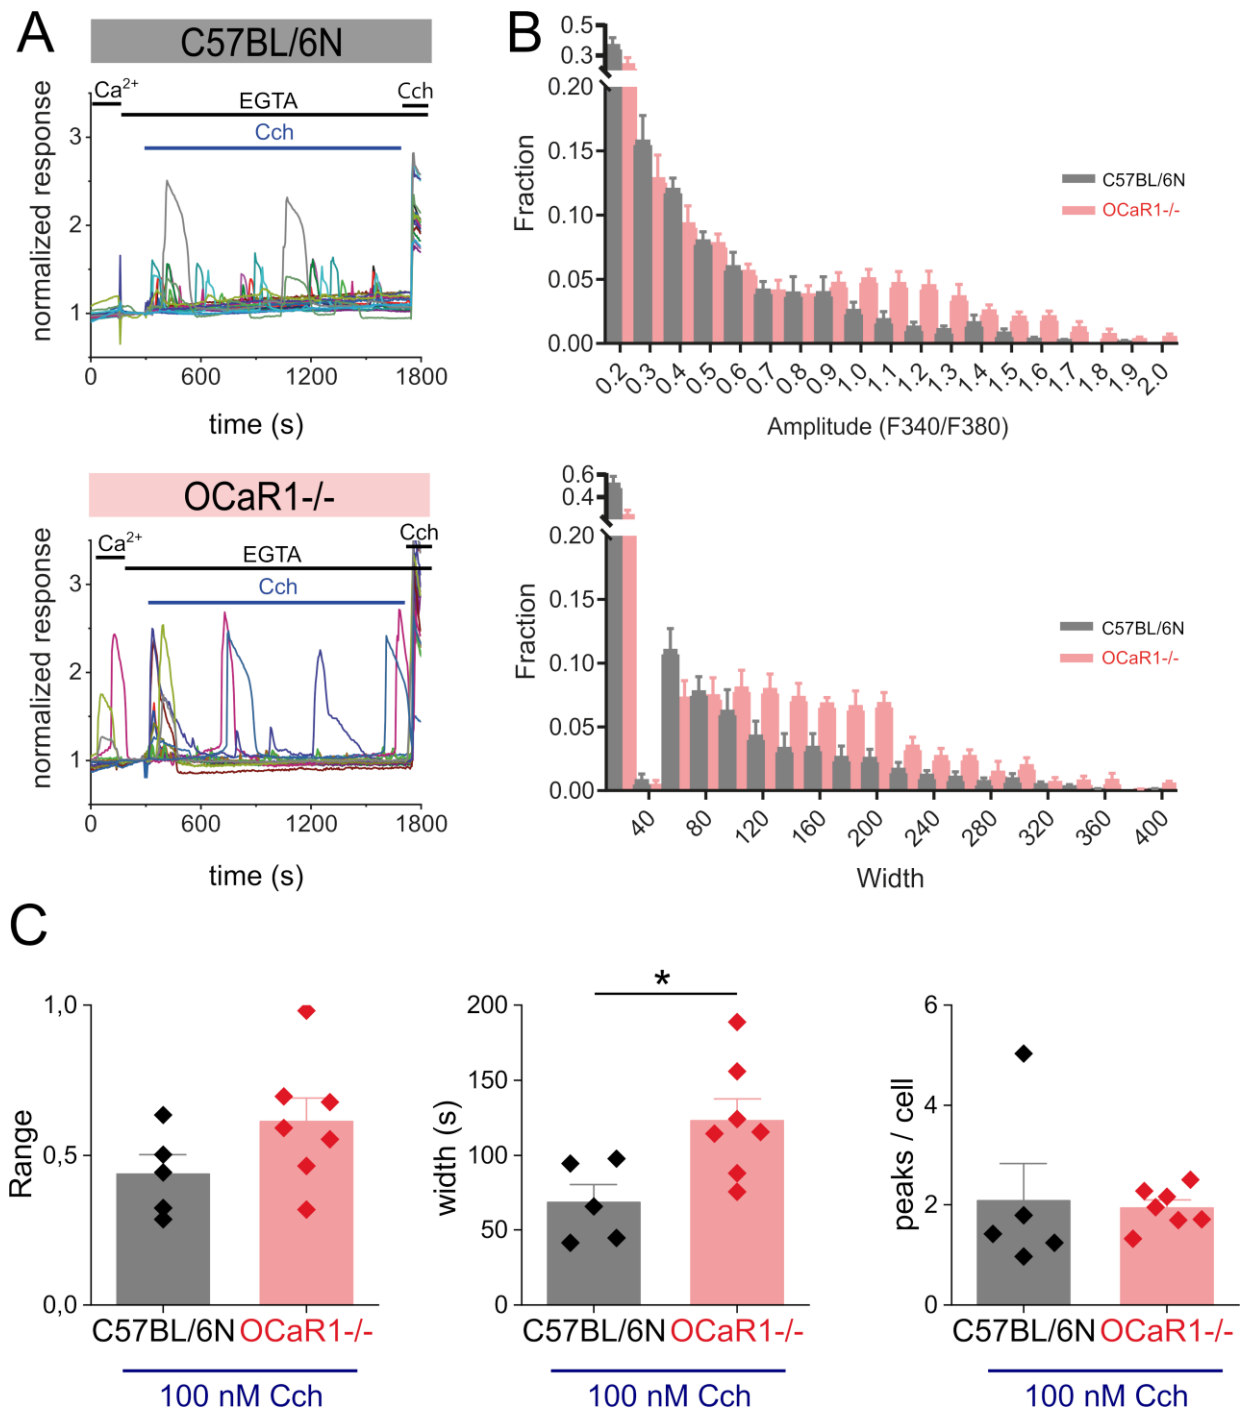 A
C57BL/6N
normalized response
3
2
1
Ca2+
EGTA
Cch
Cch
0
600
1200
1800
time (s)
OCaR1-/-
normalized response
3
2
1
Ca2+
EGTA
Cch
Cch
0
600
1200
1800
time (s)
B
Fraction
0.5
0.3
0.20
0.15
0.10
0.05
0.00
C57BL/6N
OCaR1-/-
0.2
0.3
0.4
0.5
0.6
0.7
0.8
0.9
1.0
1.1
1.2
1.3
1.4
1.5
1.6
1.7
1.8
1.9
2.0
Amplitude (F340/F380)
Fraction
0.6
0.4
0.20
0.15
0.10
0.05
0.00
C57BL/6N
OCaR1-/-
40
80
120
160
200
240
280
320
360
400
Width
C
Range
1,0
0,5
0,0
C57BL/6N OCaR1-/-
100 nM Cch
width (s)
200
150
100
50
0
*
C57BL/6N OCaR1-/-
100 nM Cch
peaks / cell
6
4
2
0
C57BL/6N OCaR1-/-
100 nM Cch